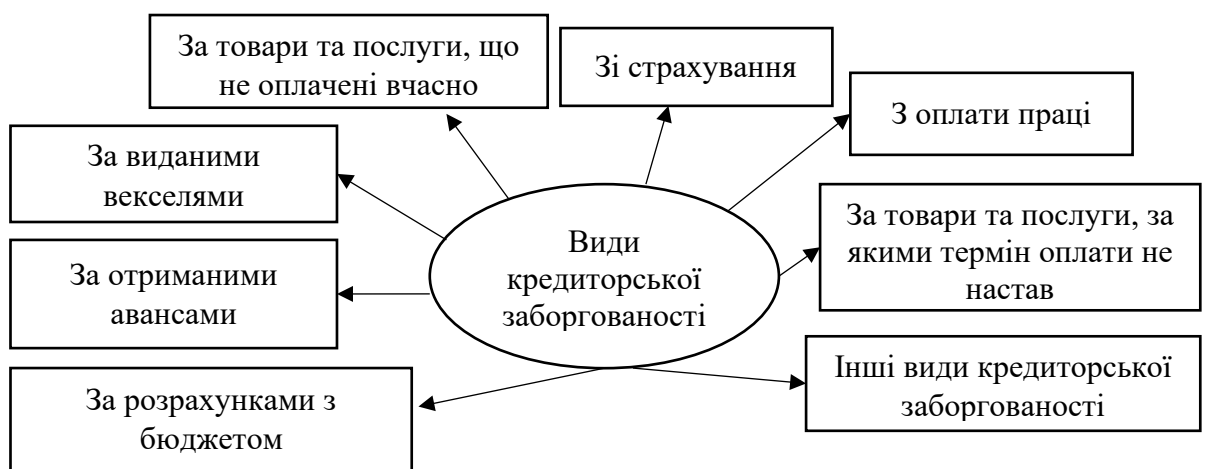 За товари та послуги, що
не оплачені вчасно
Зі страхування
З оплати праці
За виданими
векселями
За товари та послуги, за
якими термін оплати не
настав
Види
кредиторської
заборгованості
За отриманими
авансами
Інші види кредиторської
заборгованості
За розрахунками з
бюджетом